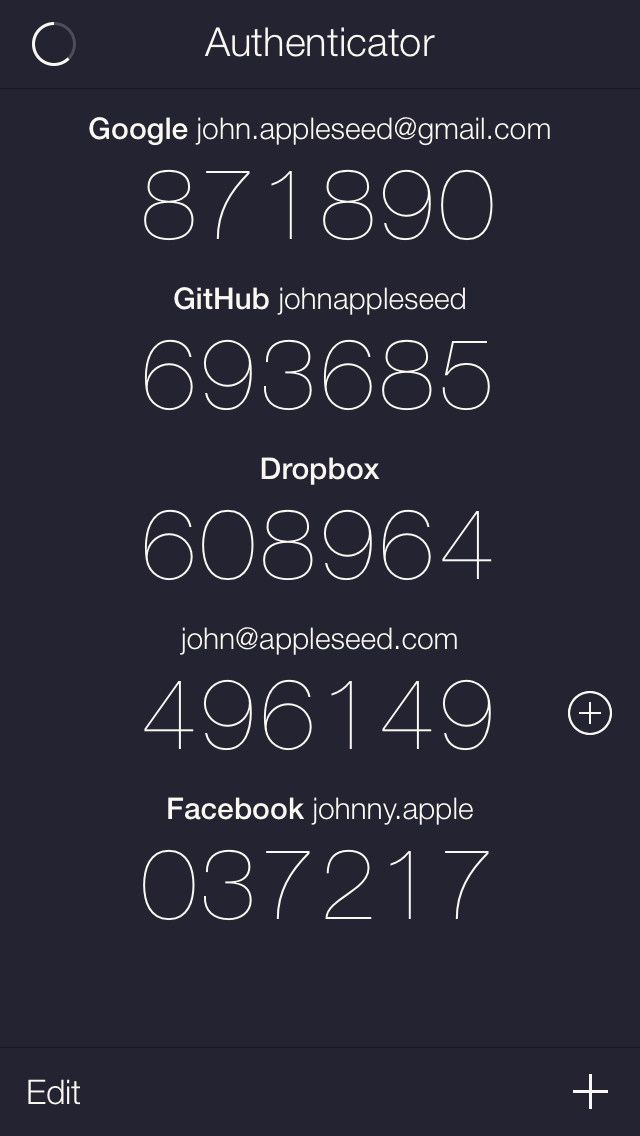 Authenticator
Google john.appleseed@gmail.com
871890
GitHub johnappleseed
693685
Dropbox
608964
john@appleseed.com
496149
Facebook johnny.apple
037217
Edit